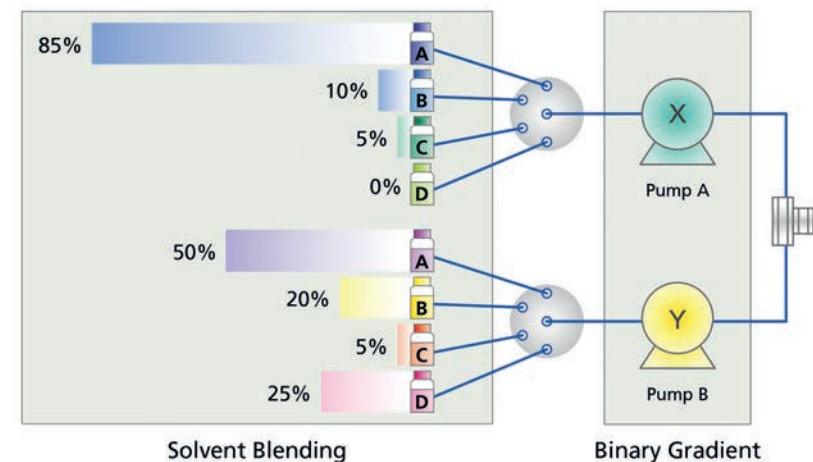 85%
A
10%
B
5%
C
0%
D
X
Pump A
50%
A
20%
B
5%
C
25%
D
Y
Pump B
Solvent Blending
Binary Gradient